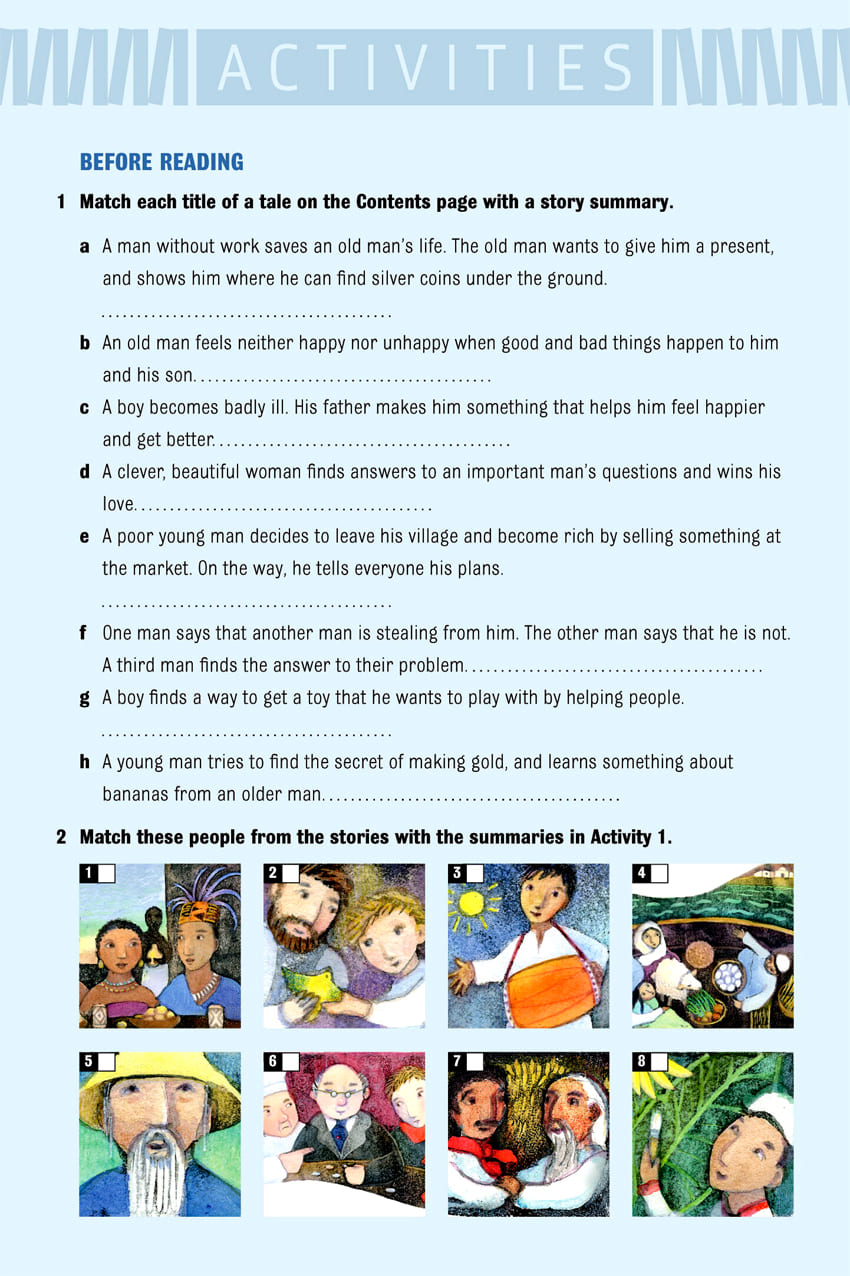 ACTIVITIES
BEFORE READING
1 Match each title of a tale on the Contents page with a story summary.
a A man without work saves an old man's life. The old man wants to give him a present,
and shows him where he can find silver coins under the ground.
........................................
b An old man feels neither happy nor unhappy when good and bad things happen to him
and his son.........................................
c A boy becomes badly ill. His father makes him something that helps him feel happier
and get better.........................................
d A clever, beautiful woman finds answers to an important man's questions and wins his
love.........................................
e A poor young man decides to leave his village and become rich by selling something at
the market. On the way, he tells everyone his plans.
........................................
f One man says that another man is stealing from him. The other man says that he is not.
A third man finds the answer to their problem.........................................
g A boy finds a way to get a toy that he wants to play with by helping people.
........................................
h A young man tries to find the secret of making gold, and learns something about
bananas from an older man.........................................
2 Match these people from the stories with the summaries in Activity 1.
1 2 3 4
5 6 7 8